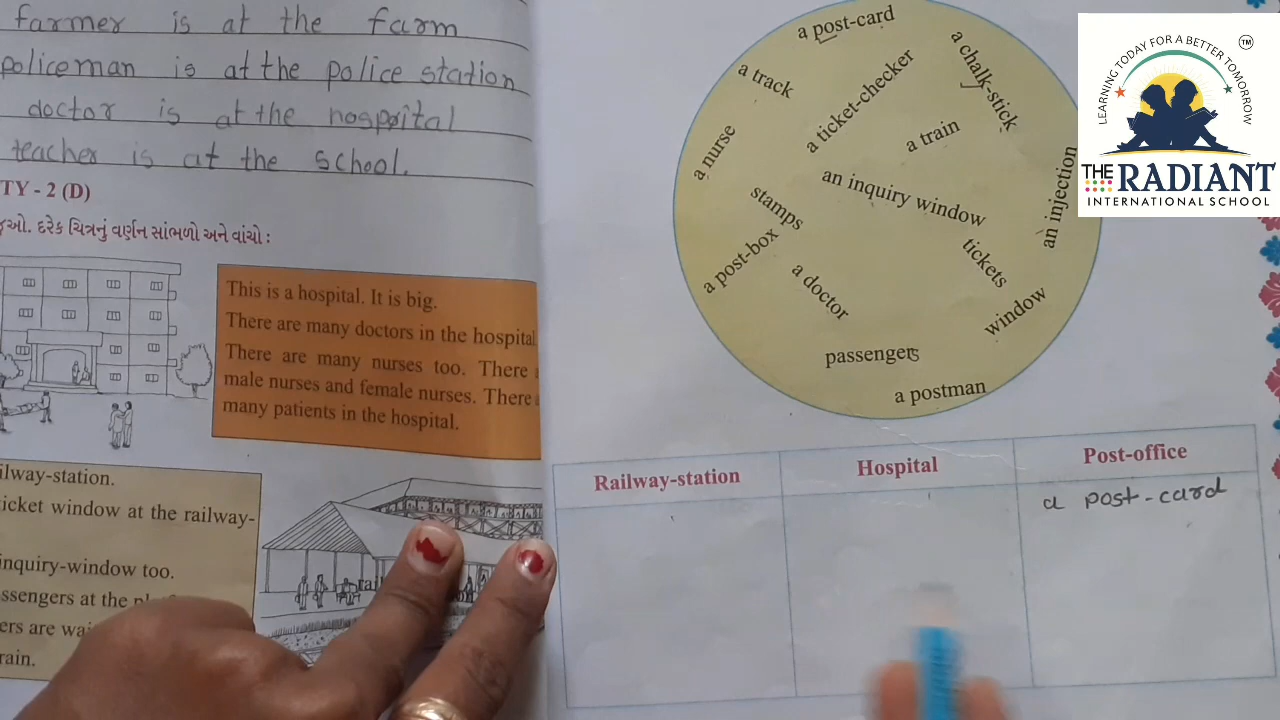 farmer is at the farm
policeman is at the police station
doctor is at the hospital
teacher is at the school.
TY - 2 (D)
દરેક ચિત્રનું વર્ણન સાંભળો અને વાંચો :
This is a hospital. It is big.
There are many doctors in the hospital
There are many nurses too. There
male nurses and female nurses. There
many patients in the hospital.
ilway-station.
ticket window at the railway-
inquiry-window too.
ssengers at the
ers are
rain.
a post-card
a chalk-stick
a track
a ticket-checker
a nurse
a train
an inquiry window
an injection
stamps
a post-box
a doctor
tickets
window
passengers
a postman
Railway-station Hospital Post-office
a post-card
LEARNING TODAY FOR A BETTER TOMORROW
TM
THE RADIANT
INTERNATIONAL SCHOOL